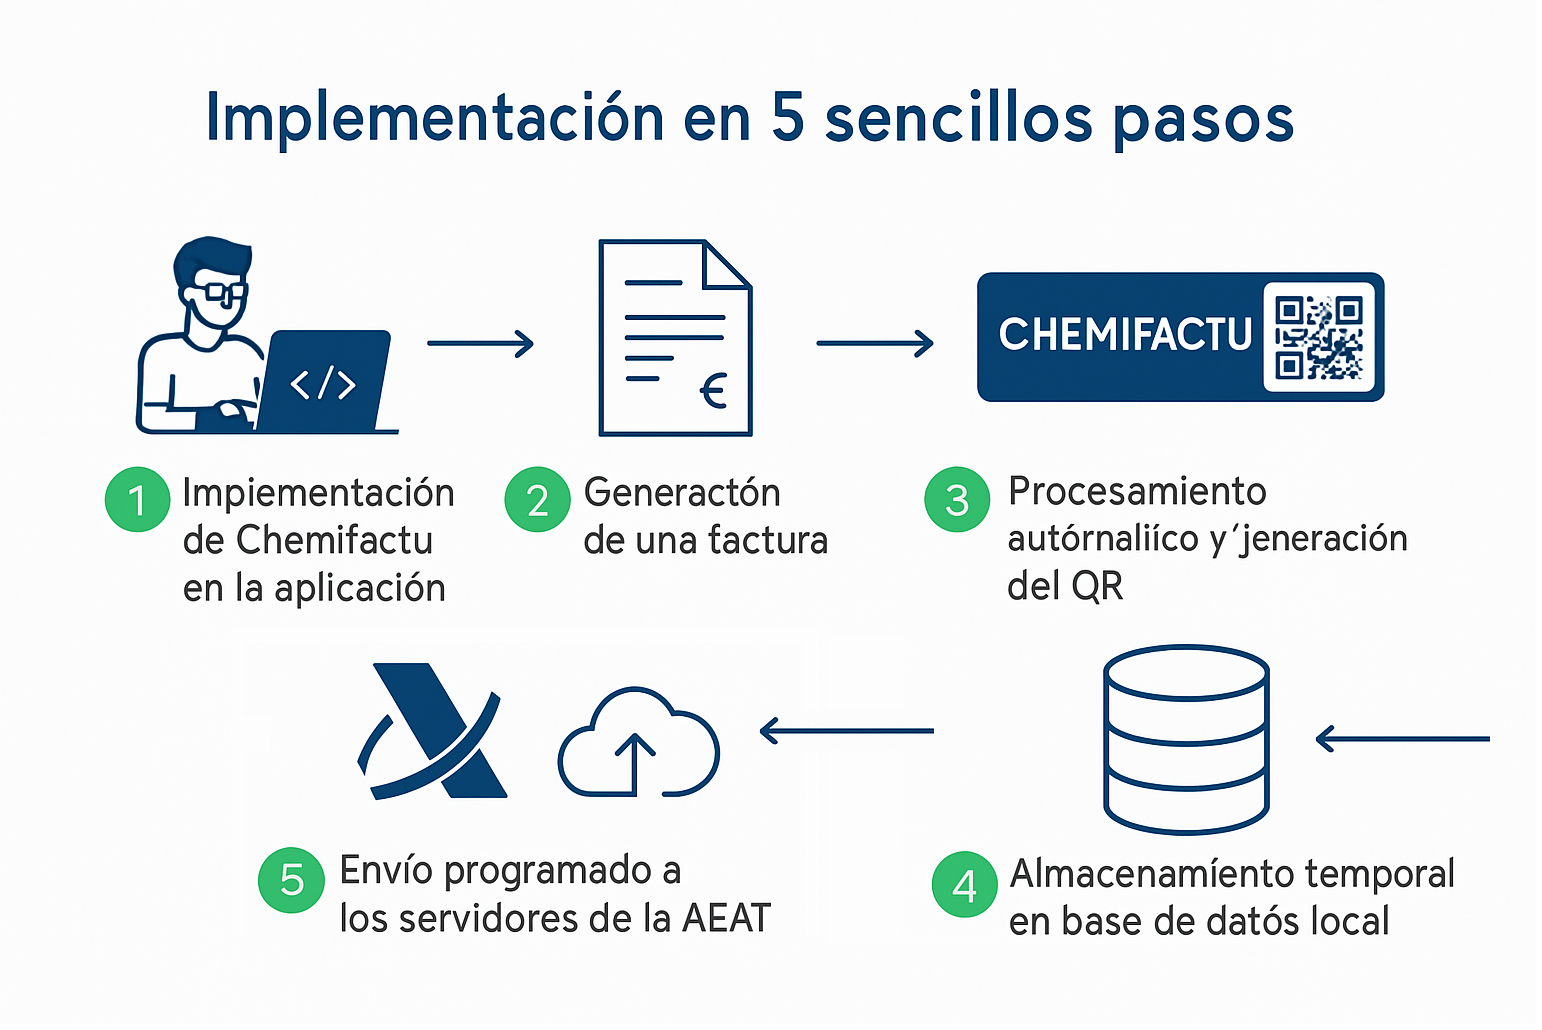 Implementación en 5 sencillos pasos
</>
CHEMIFACTU
€
1 Impiementación
de Chemifactu
en la aplicación
2 Generactón
de una factura
3 Procesamiento
autórnaliíco y´jeneración
del QR
5 Envío programado a
los servidores de la AEAT
4 Almacenamíento temporal
en base de datós local